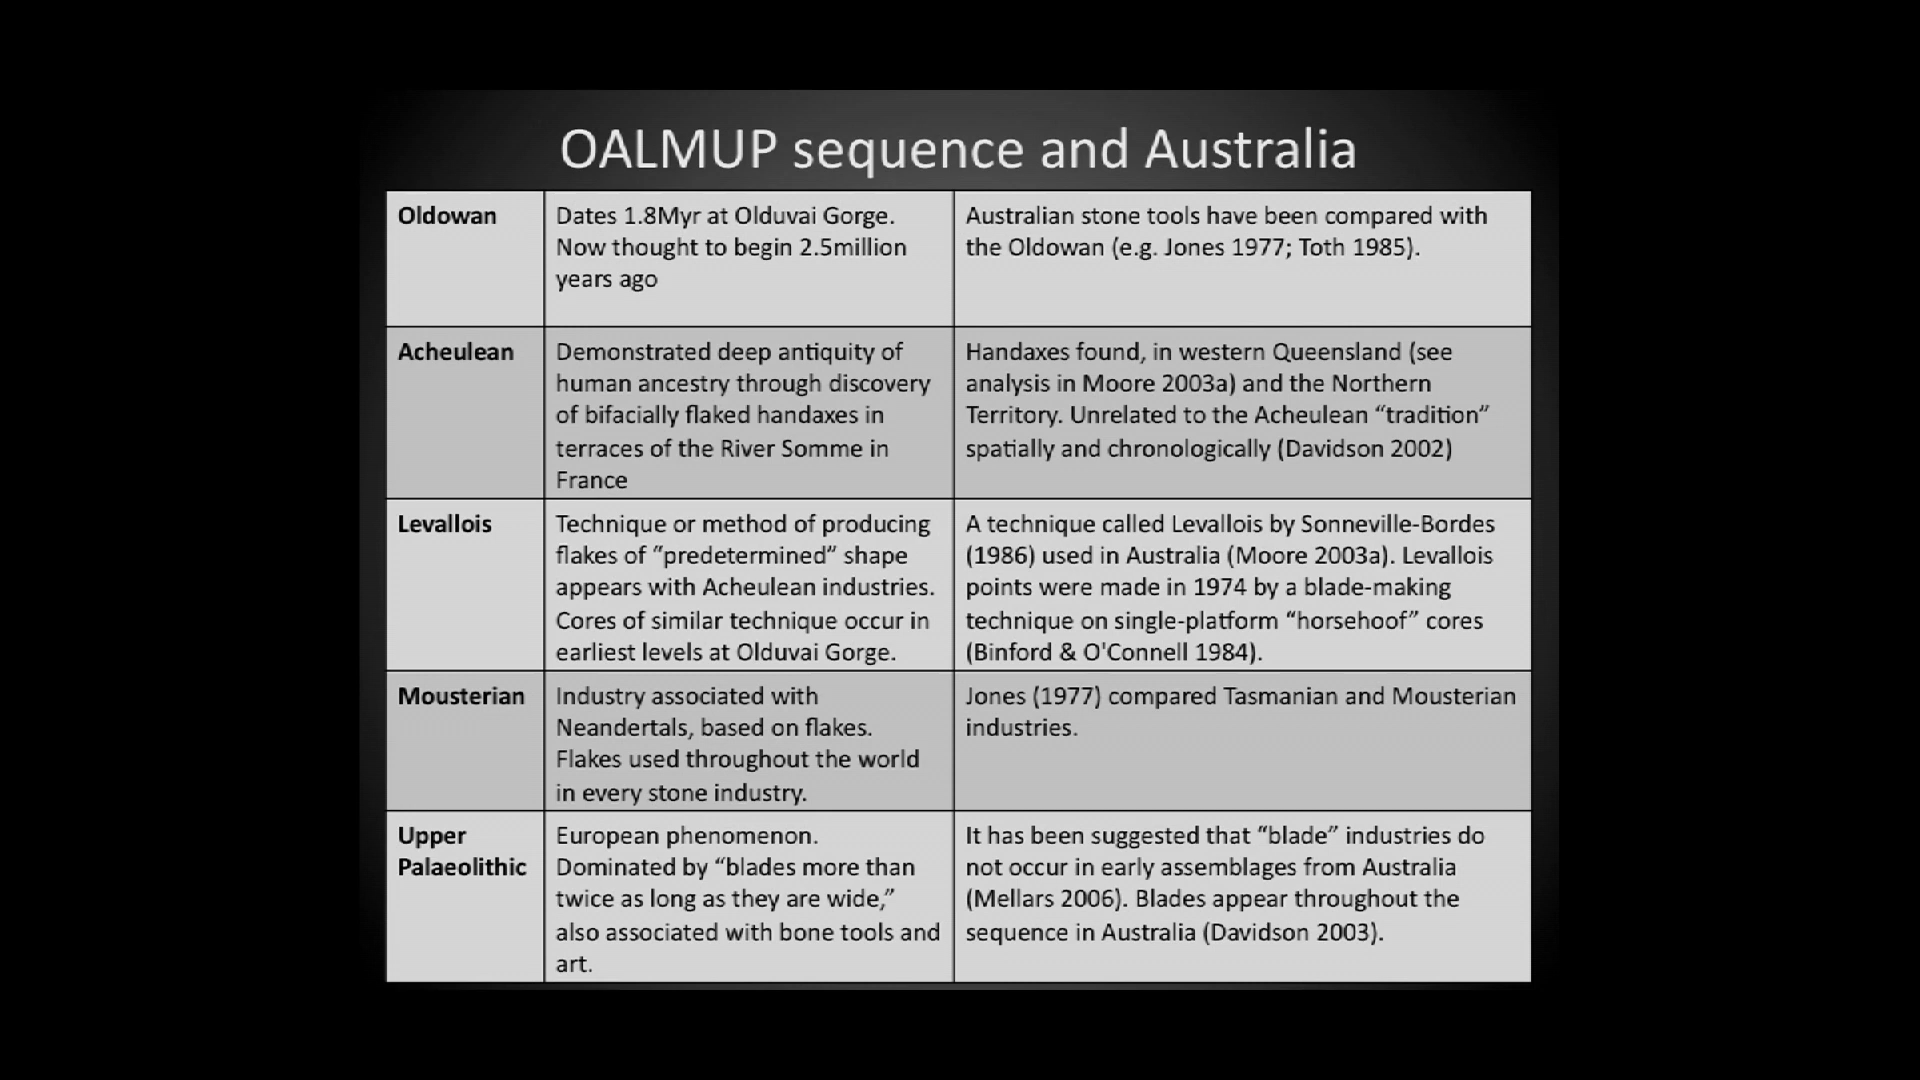 OALMUP sequence and Australia
Oldowan
Dates 1.8Myr at Olduvai Gorge.
Now thought to begin 2.5million
years ago
Australian stone tools have been compared with
the Oldowan (e.g. Jones 1977; Toth 1985).
Acheulean
Demonstrated deep antiquity of
human ancestry through discovery
of bifacially flaked handaxes in
terraces of the River Somme in
France
Handaxes found, in western Queensland (see
analysis in Moore 2003a) and the Northern
Territory. Unrelated to the Acheulean “tradition”
spatially and chronologically (Davidson 2002)
Levallois
Technique or method of producing
flakes of “predetermined” shape
appears with Acheulean industries.
Cores of similar technique occur in
earliest levels at Olduvai Gorge.
A technique called Levallois by Sonneville-Bordes
(1986) used in Australia (Moore 2003a). Levallois
points were made in 1974 by a blade-making
technique on single-platform “horsehoof” cores
(Binford & O'Connell 1984).
Mousterian
Industry associated with
Neandertals, based on flakes.
Flakes used throughout the world
in every stone industry.
Jones (1977) compared Tasmanian and Mousterian
industries.
Upper
Palaeolithic
European phenomenon.
Dominated by “blades more than
twice as long as they are wide,”
also associated with bone tools and
art.
It has been suggested that “blade” industries do
not occur in early assemblages from Australia
(Mellars 2006). Blades appear throughout the
sequence in Australia (Davidson 2003).